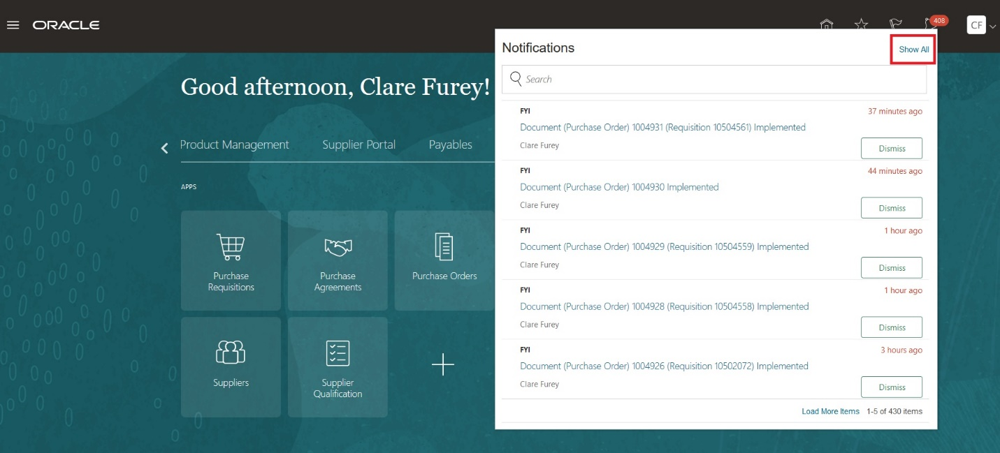 ORACLE
408
CF
Notifications
Show All
Search
Good afternoon, Clare Furey!
Product Management
Supplier Portal
Payables
APPS
Purchase
Requisitions
Purchase
Agreements
Purchase Orders
Suppliers
Supplier
Qualification
FYI
37 minutes ago
Document (Purchase Order) 1004931 (Requisition 10504561) Implemented
Clare Furey
Dismiss
FYI
44 minutes ago
Document (Purchase Order) 1004930 Implemented
Clare Furey
Dismiss
FYI
1 hour ago
Document (Purchase Order) 1004929 (Requisition 10504559) Implemented
Clare Furey
Dismiss
FYI
1 hour ago
Document (Purchase Order) 1004928 (Requisition 10504558) Implemented
Clare Furey
Dismiss
FYI
3 hours ago
Document (Purchase Order) 1004926 (Requisition 10502072) Implemented
Clare Furey
Dismiss
Load More Items 1-5 of 430 items